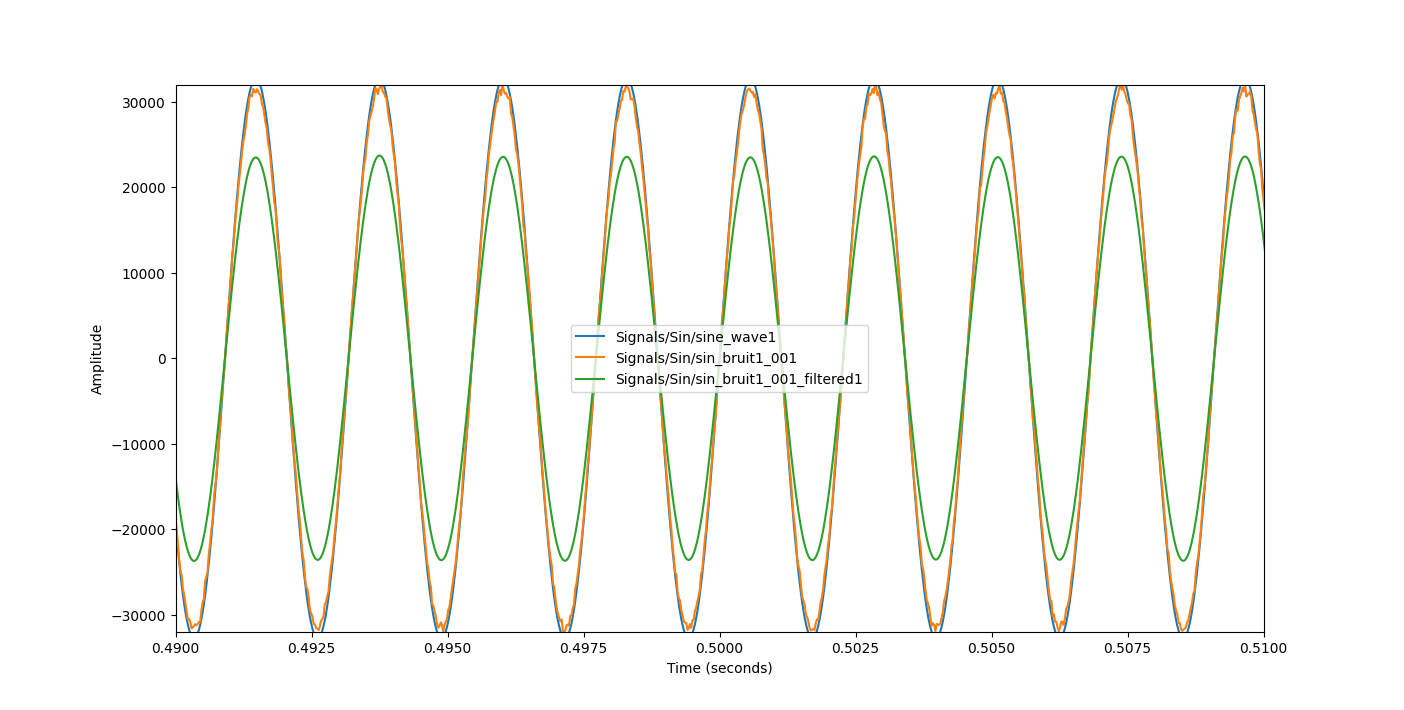 30000
20000
10000
0
−10000
−20000
−30000
Amplitude
Signals/Sin/sine_wave1
Signals/Sin/sin_bruit1_001
Signals/Sin/sin_bruit1_001_filtered1
0.4900 0.4925 0.4950 0.4975 0.5000 0.5025 0.5050 0.5075 0.5100
Time (seconds)